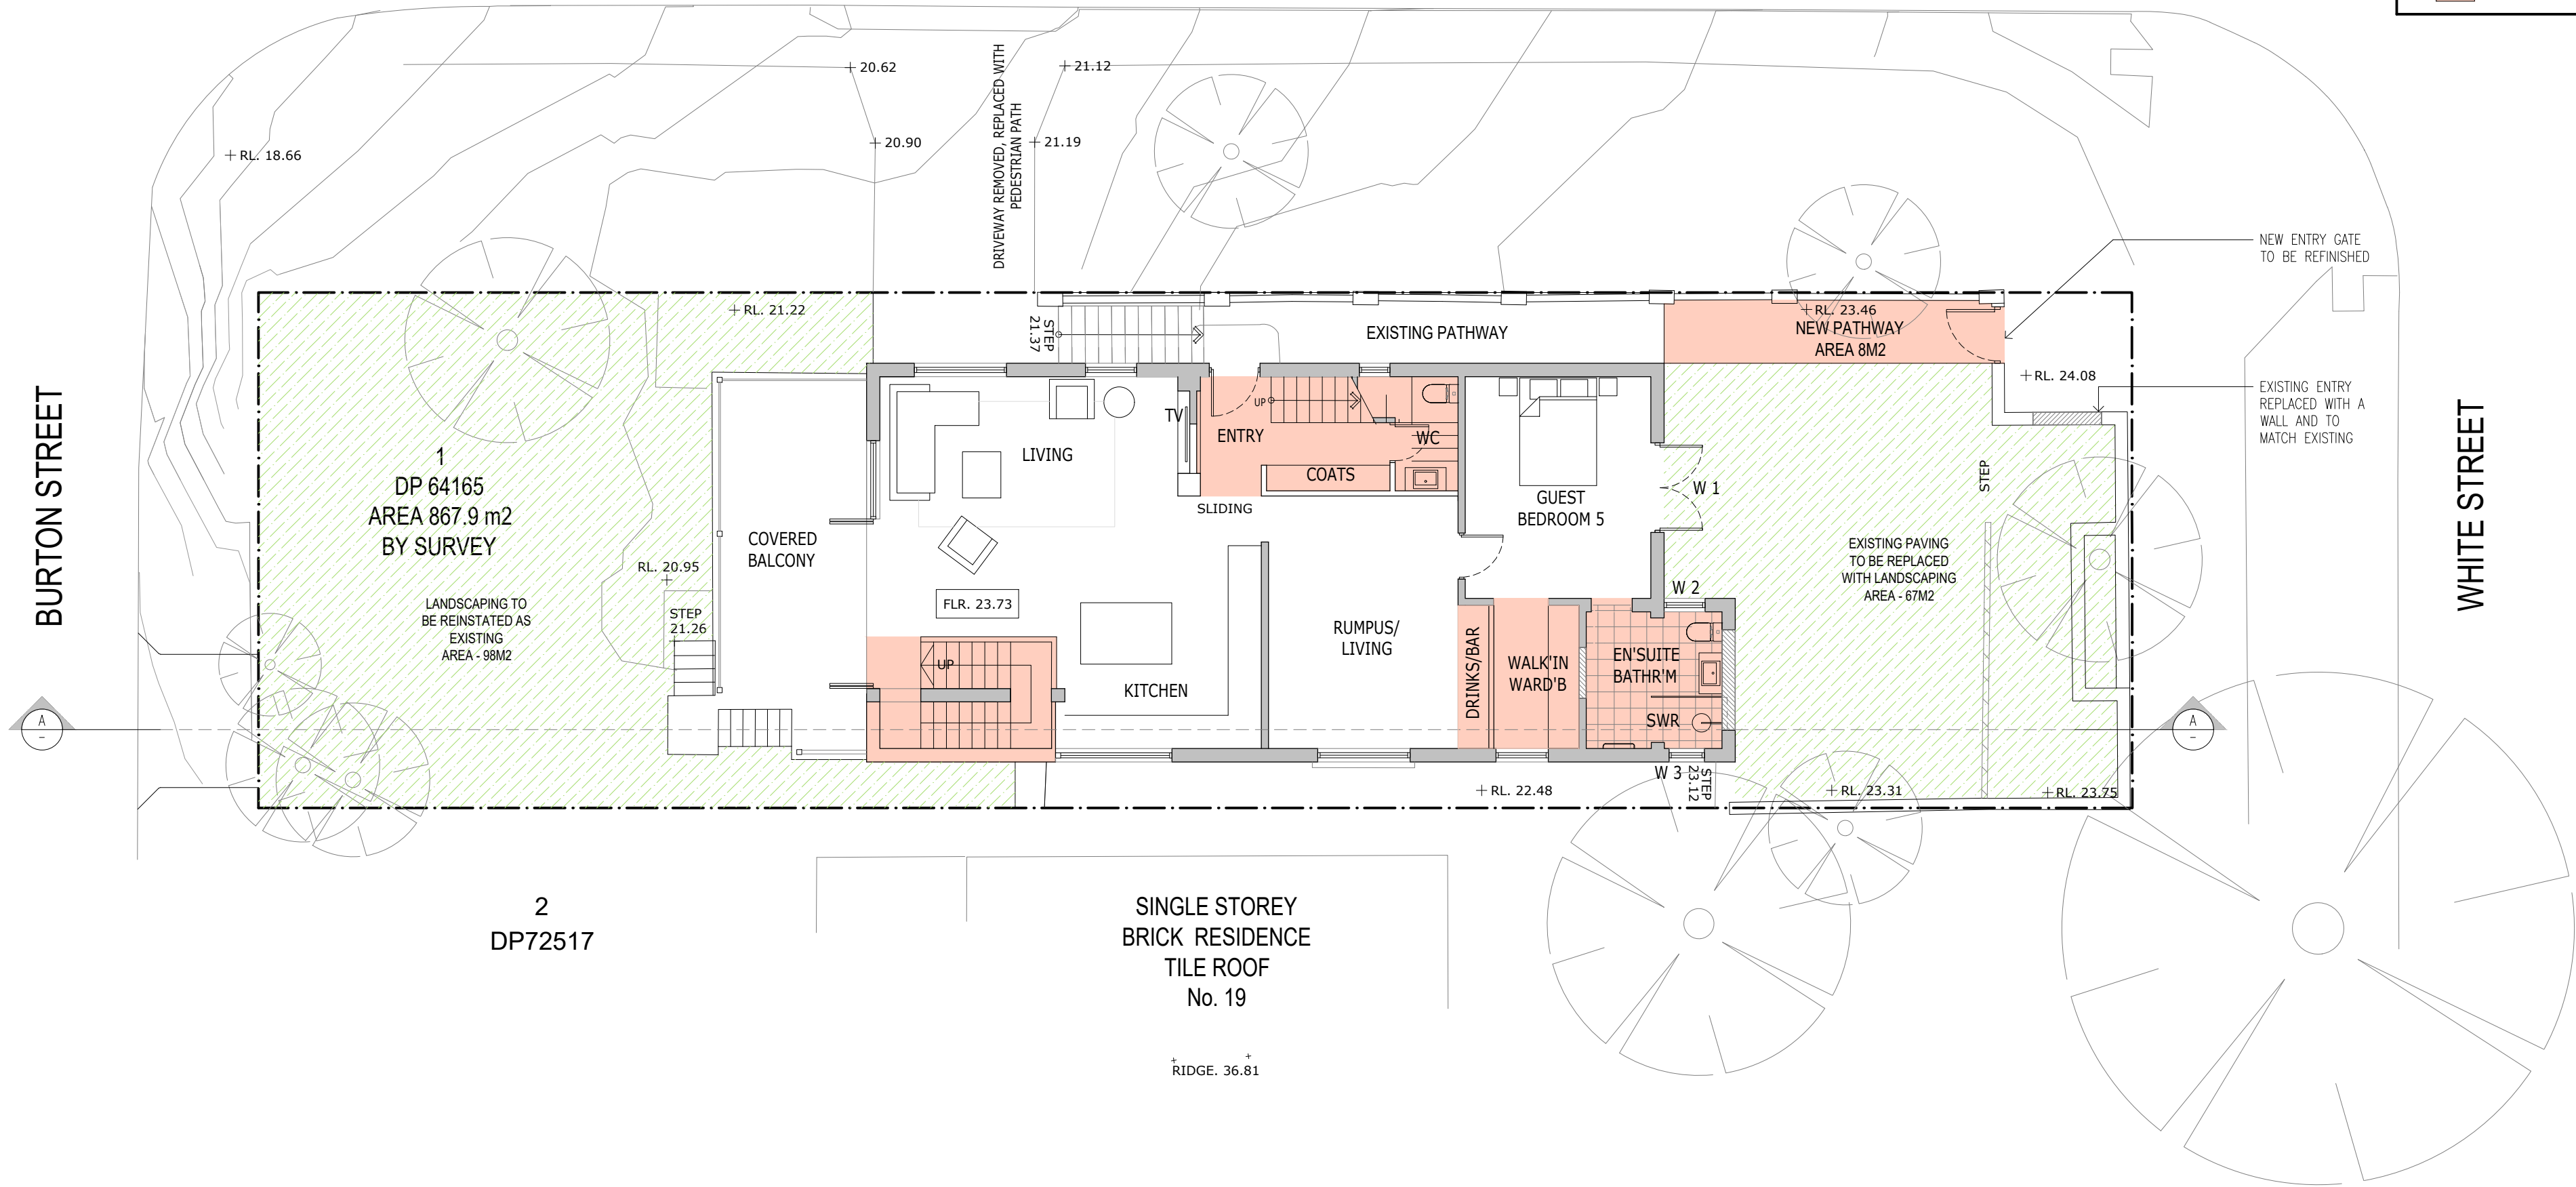 20.62
21.12
20.90
21.19
RL. 18.66
DRIVEWAY REMOVED, REPLACED WITH
PEDESTRIAN PATH
NEW ENTRY GATE
TO BE REFINISHED
RL. 21.22
STEP
21.37
EXISTING PATHWAY
RL. 23.46
NEW PATHWAY
AREA 8M2
RL. 24.08
EXISTING ENTRY
REPLACED WITH A
WALL AND TO
MATCH EXISTING
BURTON STREET
WHITE STREET
1
DP 64165
AREA 867.9 m2
BY SURVEY
LANDSCAPING TO
BE REINSTATED AS
EXISTING
AREA - 98M2
RL. 20.95
STEP
21.26
COVERED
BALCONY
LIVING
TV
ENTRY
UP
WC
COATS
SLIDING
GUEST
BEDROOM 5
W 1
STEP
EXISTING PAVING
TO BE REPLACED
WITH LANDSCAPING
AREA - 67M2
FLR. 23.73
UP
KITCHEN
RUMPUS/
LIVING
DRINKS/BAR
WALK'IN
WARD'B
W 2
EN'SUITE
BATHR'M
SWR
A
-
A
-
W 3
STEP
23.12
RL. 22.48
RL. 23.31
RL. 23.75
2
DP72517
SINGLE STOREY
BRICK RESIDENCE
TILE ROOF
No. 19
RIDGE. 36.81